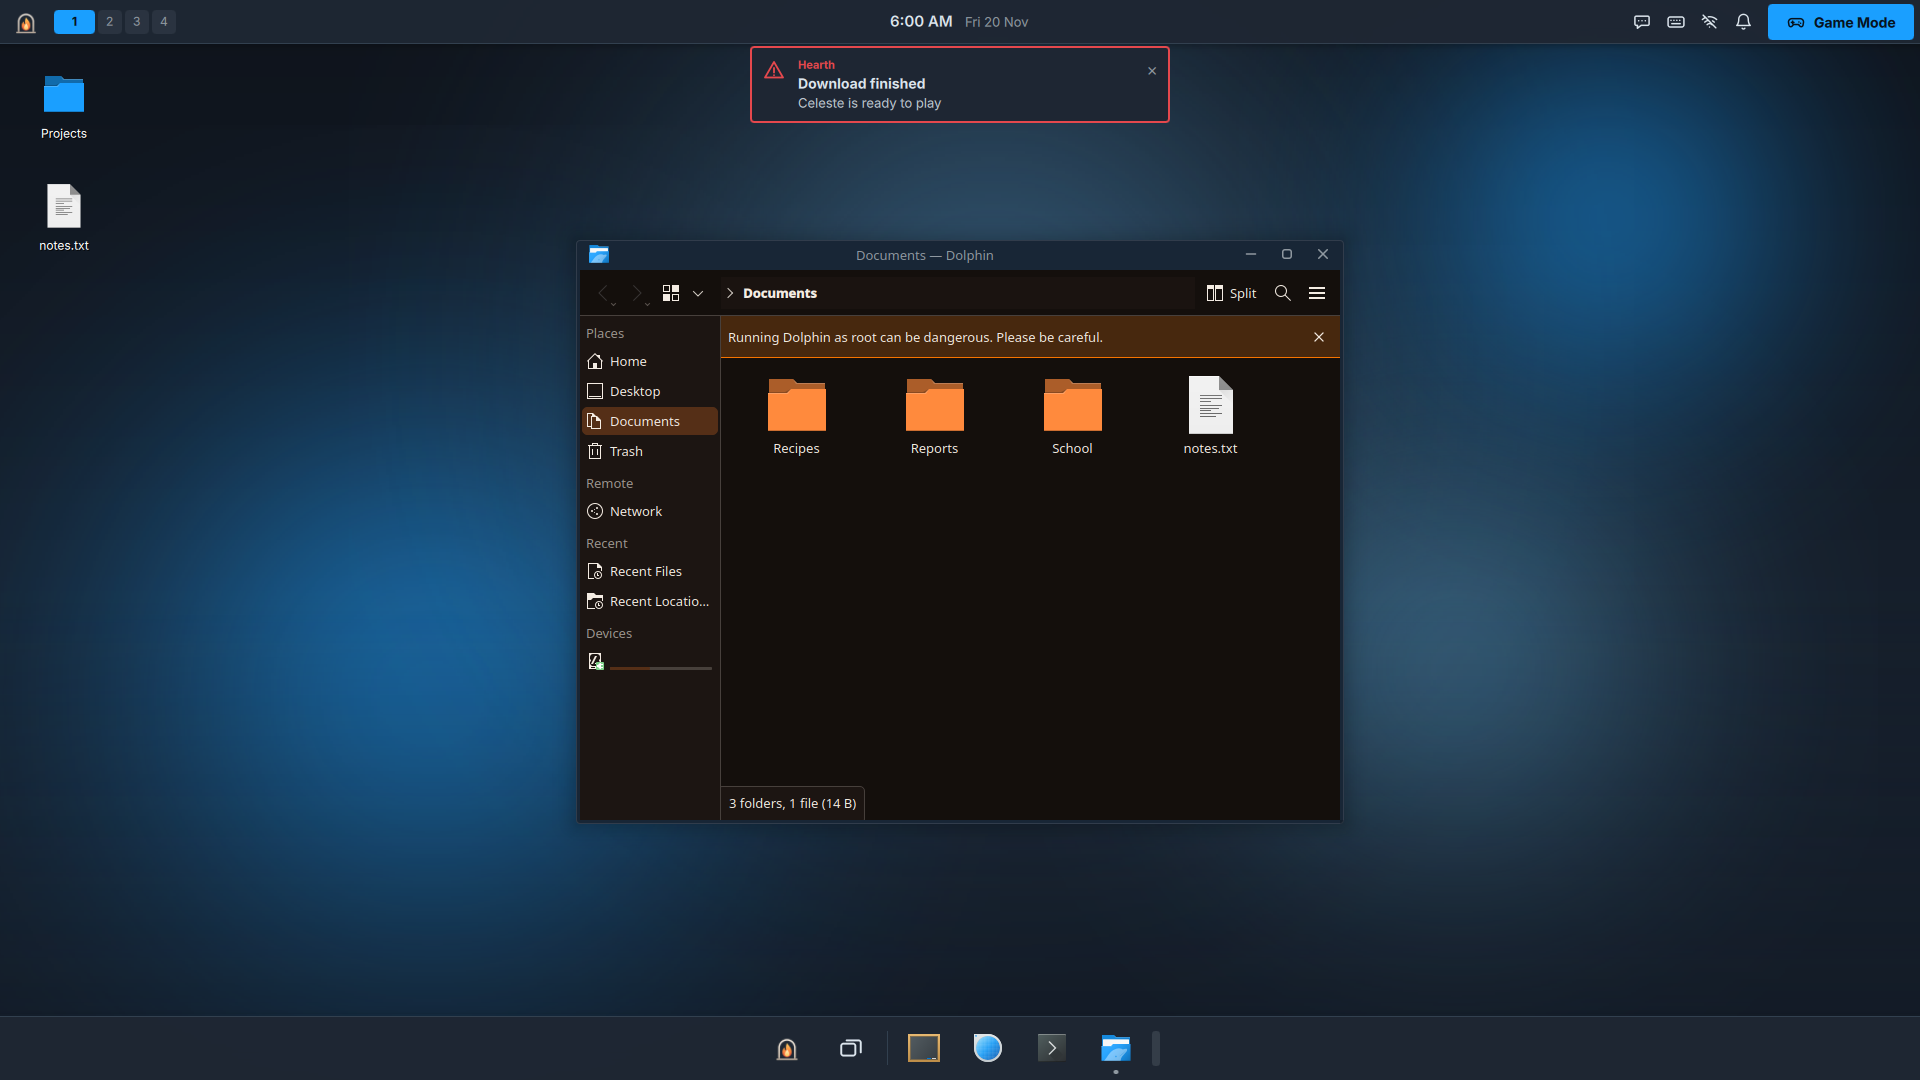 1 2 3 4
6:00 AM Fri 20 Nov
Game Mode
Hearth
Download finished
Celeste is ready to play
Projects
notes.txt
Documents — Dolphin
Documents
Split
Places
Home
Desktop
Documents
Trash
Remote
Network
Recent
Recent Files
Recent Locatio...
Devices
Running Dolphin as root can be dangerous. Please be careful.
Recipes
Reports
School
notes.txt
3 folders, 1 file (14 B)